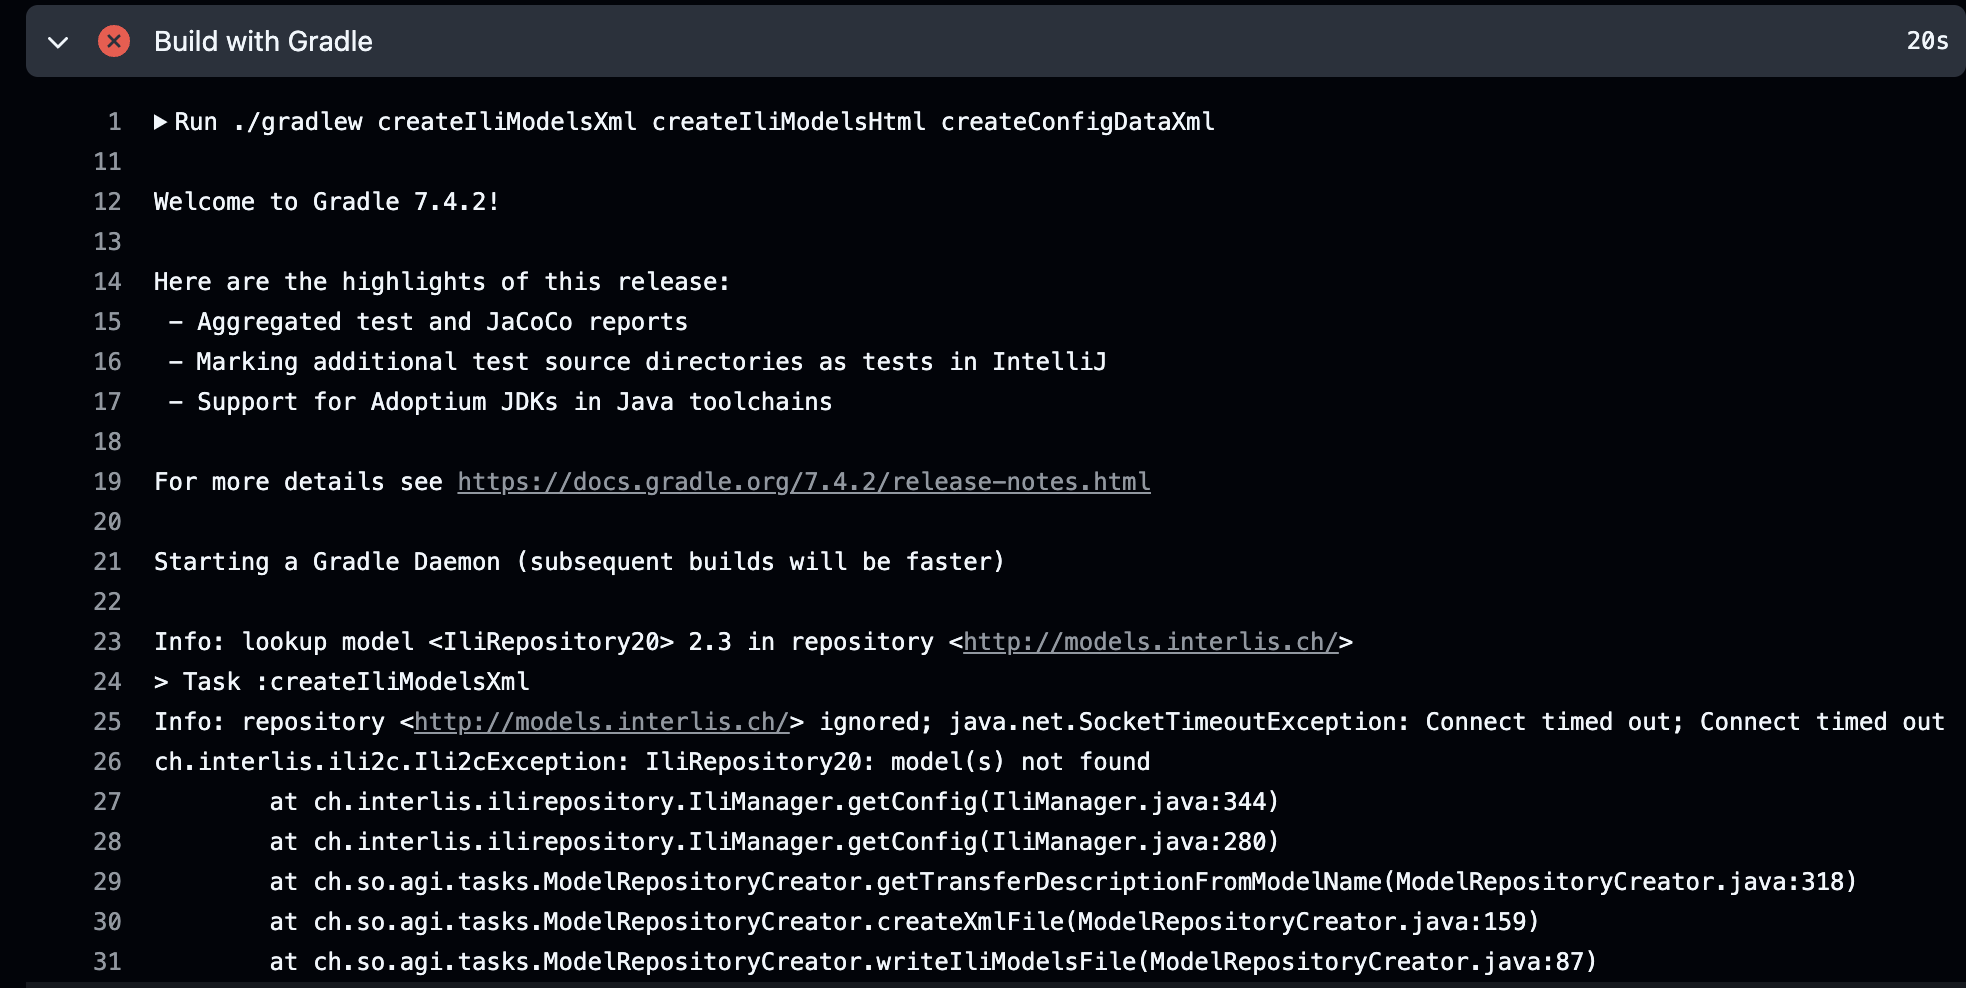 Build with Gradle 20s
1 Run ./gradlew createIliModelsXml createIliModelsHtml createConfigDataXml
11
12 Welcome to Gradle 7.4.2!
13
14 Here are the highlights of this release:
15 - Aggregated test and JaCoCo reports
16 - Marking additional test source directories as tests in IntelliJ
17 - Support for Adoptium JDKs in Java toolchains
18
19 For more details see https://docs.gradle.org/7.4.2/release-notes.html
20
21 Starting a Gradle Daemon (subsequent builds will be faster)
22
23 Info: lookup model <IliRepository20> 2.3 in repository <http://models.interlis.ch/>
24 > Task :createIliModelsXml
25 Info: repository <http://models.interlis.ch/> ignored; java.net.SocketTimeoutException: Connect timed out; Connect timed out
26 ch.interlis.ili2c.Ili2cException: IliRepository20: model(s) not found
27 at ch.interlis.ilirepository.IliManager.getConfig(IliManager.java:344)
28 at ch.interlis.ilirepository.IliManager.getConfig(IliManager.java:280)
29 at ch.so.agi.tasks.ModelRepositoryCreator.getTransferDescriptionFromModelName(ModelRepositoryCreator.java:318)
30 at ch.so.agi.tasks.ModelRepositoryCreator.createXmlFile(ModelRepositoryCreator.java:159)
31 at ch.so.agi.tasks.ModelRepositoryCreator.writeIliModelsFile(ModelRepositoryCreator.java:87)